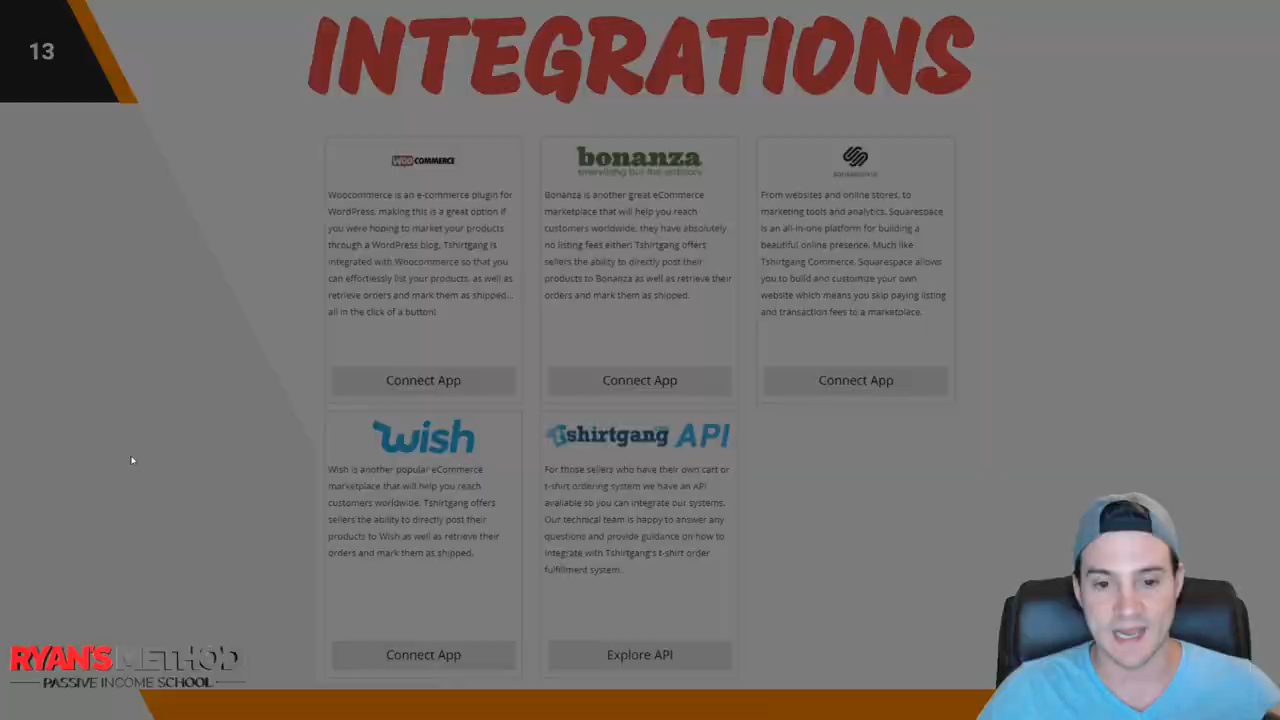 13
INTEGRATIONS
WOO COMMERCE
Woocommerce is an e-commerce plugin for
WordPress, making this is a great option if
you were hoping to market your products
through a WordPress blog. Tshirtgang is
integrated with Woocommerce so that you
can effortlessly list your products, as well as
retrieve orders and mark them as shipped...
all in the click of a button!
Connect App
bonanza
everything but the ordinary
Bonanza is another great eCommerce
marketplace that will help you reach
customers worldwide, they have absolutely
no listing fees either! Tshirtgang offers
sellers the ability to directly post their
products to Bonanza as well as retrieve their
orders and mark them as shipped.
Connect App
SQUARESPACE
From websites and online stores, to
marketing tools and analytics, Squarespace
is an all-in-one platform for building a
beautiful online presence. Much like
Tshirtgang Commerce, Squarespace allows
you to build and customize your own
website which means you skip paying listing
and transaction fees to a marketplace.
Connect App
wish
Wish is another popular eCommerce
marketplace that will help you reach
customers worldwide. Tshirtgang offers
sellers the ability to directly post their
products to Wish as well as retrieve their
orders and mark them as shipped.
Connect App
Tshirtgang API
For those sellers who have their own cart or
t-shirt ordering system we have an API
available so you can integrate our systems.
Our technical team is happy to answer any
questions and provide guidance on how to
integrate with Tshirtgang's t-shirt order
fulfillment system.
Explore API
RYAN'S METHOD
PASSIVE INCOME SCHOOL